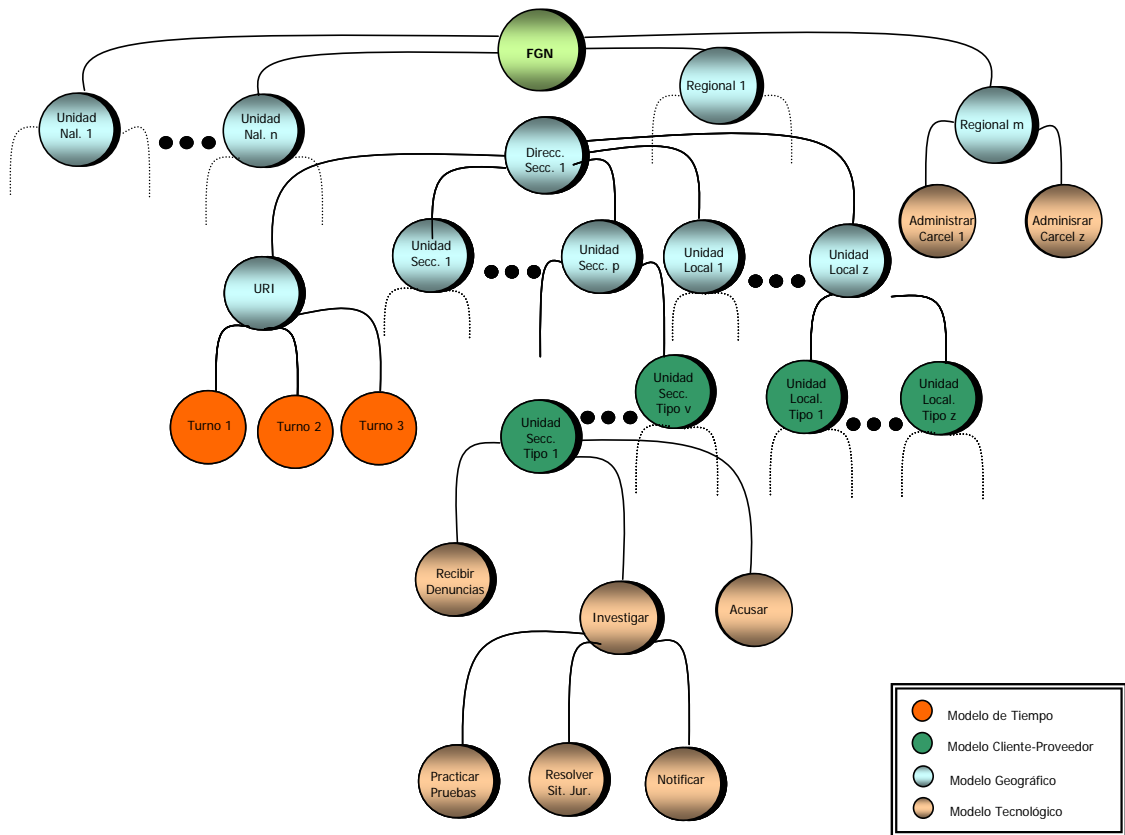 FGN
Unidad
Nal. 1
Unidad
Nal. n
Regional 1
Regional m
Direcc.
Secc. 1
Administrar
Carcel 1
Adminisrar
Carcel z
Unidad
Secc. 1
Unidad
Secc. p
Unidad
Local 1
Unidad
Local z
URI
Turno 1
Turno 2
Turno 3
Unidad
Secc.
Tipo v
Unidad
Local.
Tipo 1
Unidad
Local.
Tipo z
Unidad
Secc.
Tipo 1
Recibir
Denuncias
Investigar
Acusar
Practicar
Pruebas
Resolver
Sit. Jur.
Notificar
Modelo de Tiempo
Modelo Cliente-Proveedor
Modelo Geográfico
Modelo Tecnológico